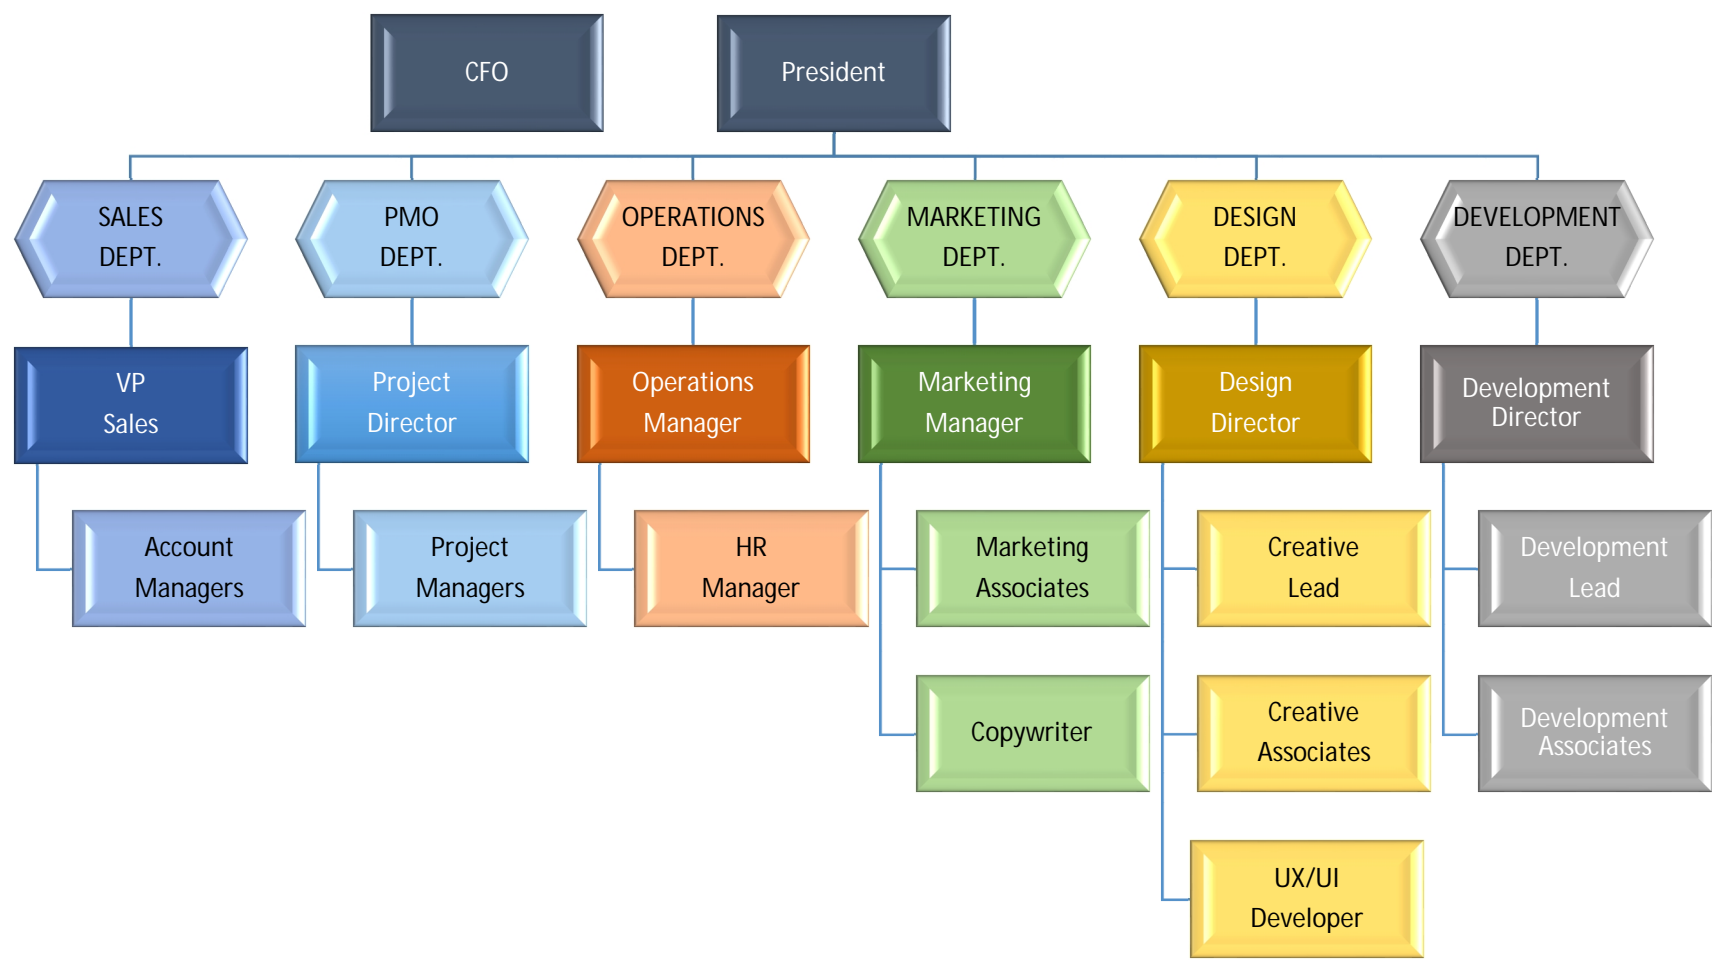 CFO
President
SALES
DEPT.
PMO
DEPT.
OPERATIONS
DEPT.
MARKETING
DEPT.
DESIGN
DEPT.
DEVELOPMENT
DEPT.
VP
Sales
Project
Director
Operations
Manager
Marketing
Manager
Design
Director
Development
Director
Account
Managers
Project
Managers
HR
Manager
Marketing
Associates
Creative
Lead
Development
Lead
Copywriter
Creative
Associates
Development
Associates
UX/UI
Developer